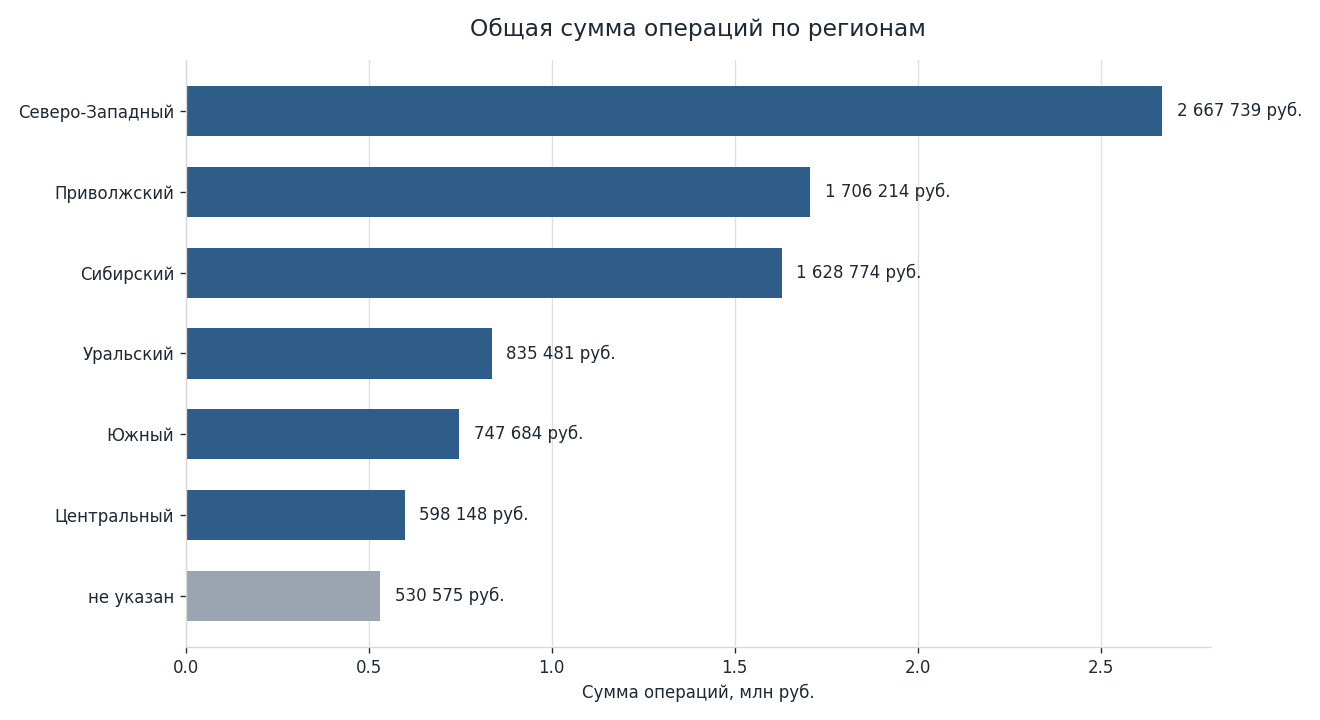 Общая сумма операций по регионам
Северо-Западный 2 667 739 руб.
Приволжский 1 706 214 руб.
Сибирский 1 628 774 руб.
Уральский 835 481 руб.
Южный 747 684 руб.
Центральный 598 148 руб.
не указан 530 575 руб.
0.0 0.5 1.0 1.5 2.0 2.5
Сумма операций, млн руб.